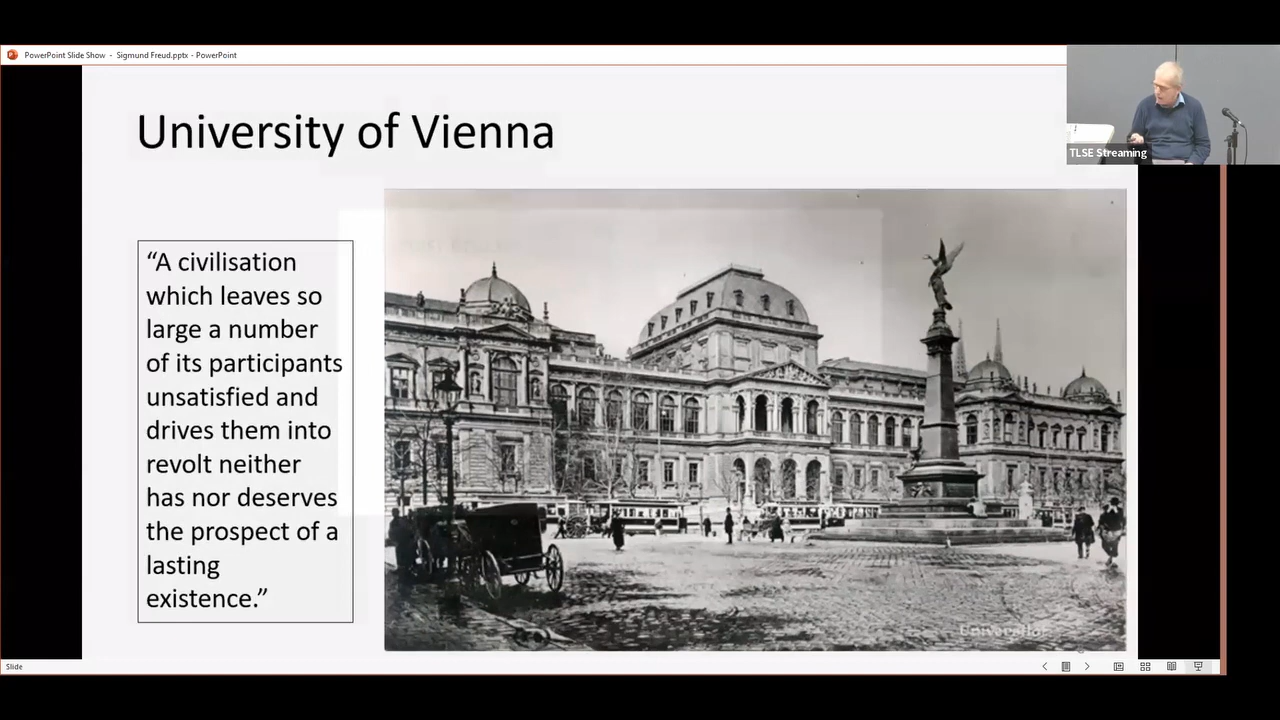 PowerPoint Slide Show - Sigmund Freud.pptx - PowerPoint
TLSE Streaming
University of Vienna
“A civilisation
which leaves so
large a number
of its participants
unsatisfied and
drives them into
revolt neither
has nor deserves
the prospect of a
lasting
existence.”
Slide